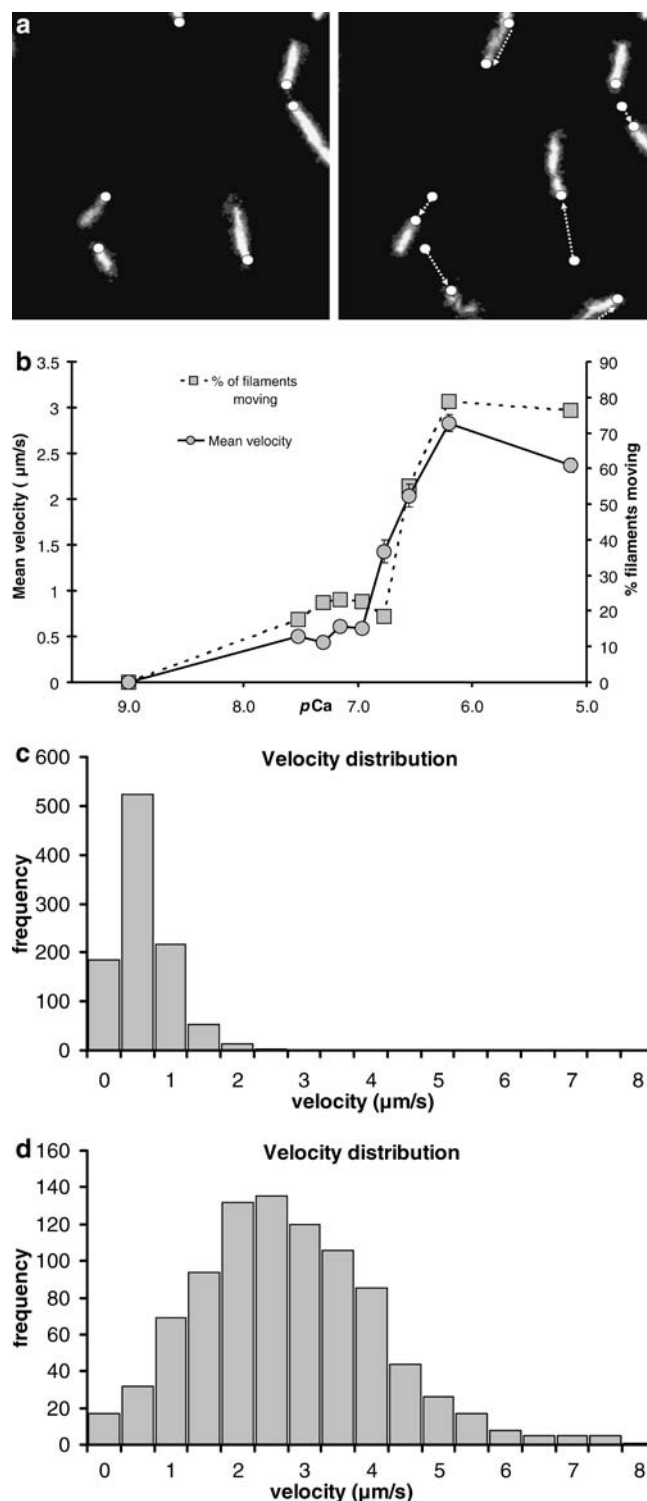 a
b
3.5
3
2.5
2
1.5
1
0.5
0
Mean velocity ( μm/s)
% of filaments
moving
Mean velocity
90
80
70
60
50
40
30
20
10
0
% filaments moving
9.0 8.0 pCa 7.0 6.0 5.0
c Velocity distribution
600
500
400
300
200
100
0
frequency
0 1 2 3 4 5 6 7 8
velocity (μm/s)
d Velocity distribution
160
140
120
100
80
60
40
20
0
frequency
0 1 2 3 4 5 6 7 8
velocity (μm/s)